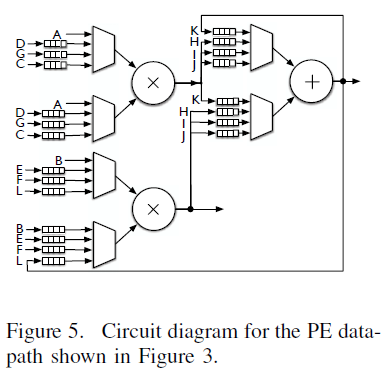 A
D
G
C
A
D
G
C
B
E
F
L
B
E
F
L
K
H
I
J
K
H
I
J
×
×
+
Figure 5. Circuit diagram for the PE data-
path shown in Figure 3.